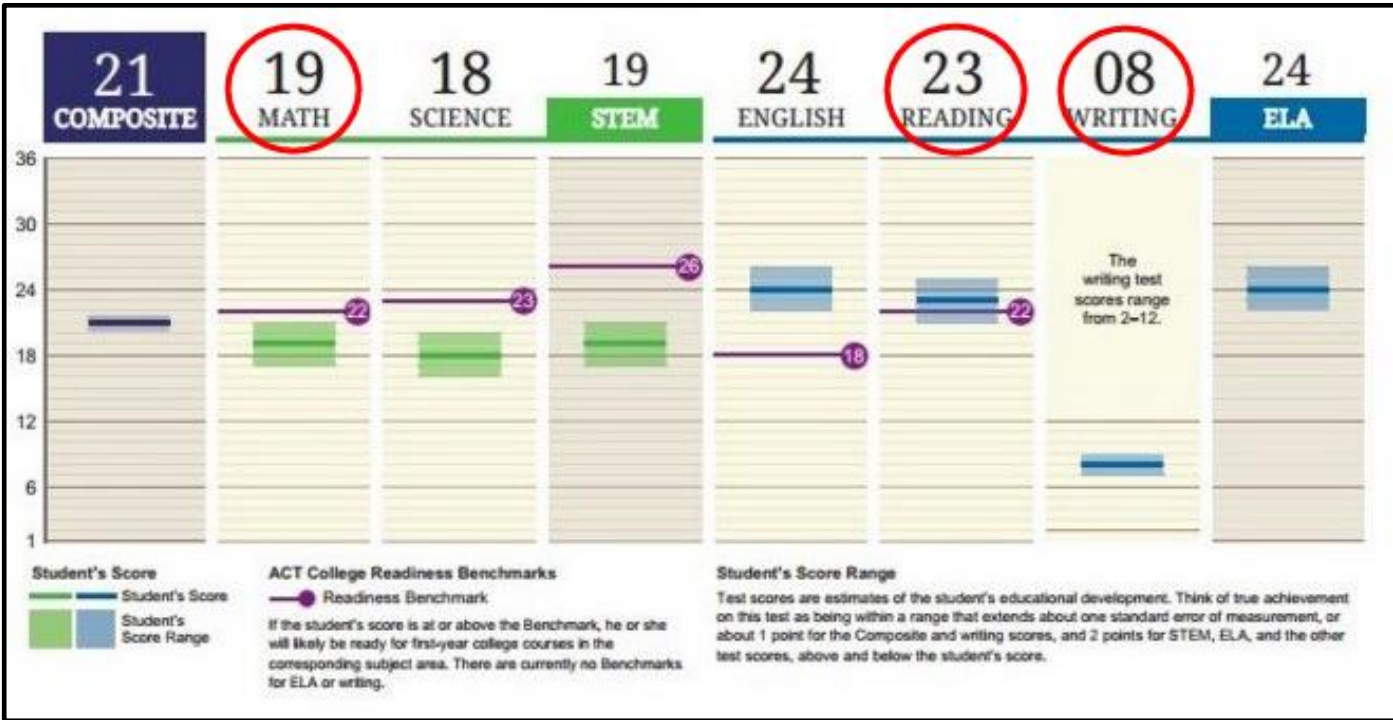 21
COMPOSITE
19
MATH
18
SCIENCE
19
STEM
24
ENGLISH
23
READING
08
WRITING
24
ELA
36
30
24
18
12
6
1
22
23
26
18
22
The
writing test
scores range
from 2–12.
Student's Score
Student's Score
Student's
Score Range
ACT College Readiness Benchmarks
Readiness Benchmark
If the student's score is at or above the Benchmark, he or she
will likely be ready for first-year college courses in the
corresponding subject area. There are currently no Benchmarks
for ELA or writing.
Student's Score Range
Test scores are estimates of the student's educational development. Think of true achievement
on this test as being within a range that extends about one standard error of measurement, or
about 1 point for the Composite and writing scores, and 2 points for STEM, ELA, and the other
test scores, above and below the student's score.